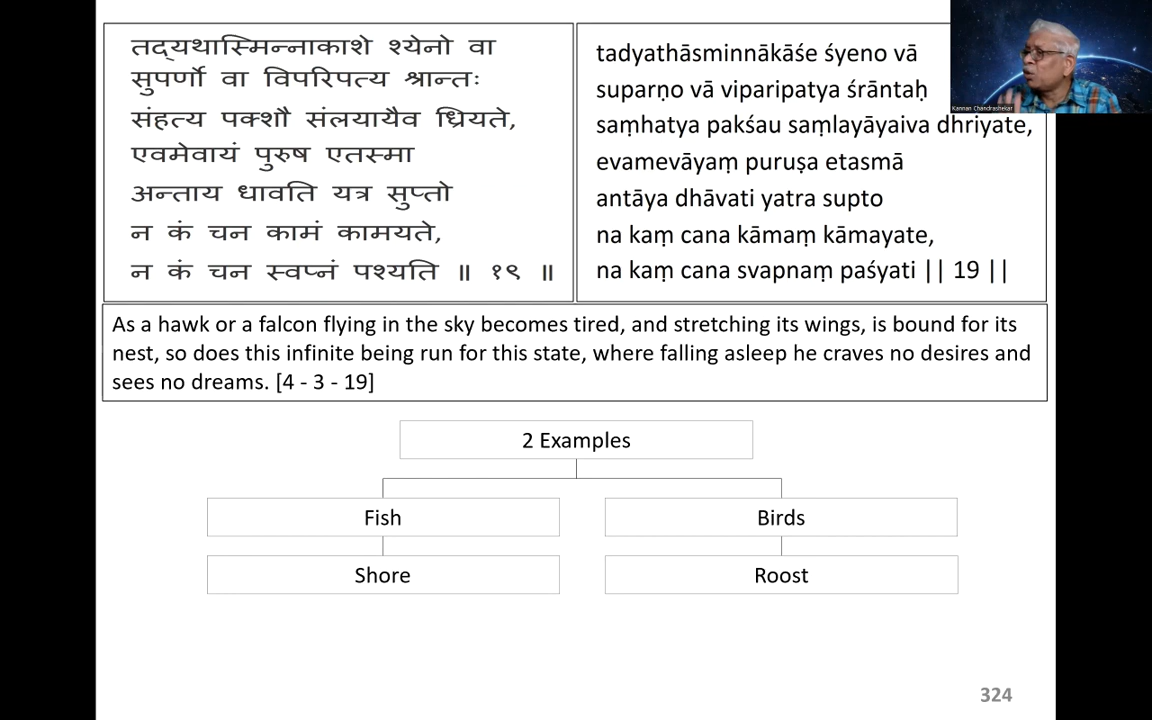 तद्यथास्मिन्नाकाशे श्येनो वा
सुपर्णो वा विपरिपत्य श्रान्तः
संहत्य पक्शौ संलयायैव ध्रियते,
एवमेवायं पुरुष एतस्मा
अन्ताय धावति यत्र सुप्तो
न कं चन कामं कामयते,
न कं चन स्वप्नं पश्यति ॥ १९ ॥
tadyathāsminnākāśe śyeno vā
suparṇo vā viparipatya śrāntaḥ
saṃhatya pakśau saṃlayāyaiva dhriyate,
evamevāyaṃ puruṣa etasmā
antāya dhāvati yatra supto
na kaṃ cana kāmaṃ kāmayate,
na kaṃ cana svapnaṃ paśyati || 19 ||
Kannan Chandrashekar
As a hawk or a falcon flying in the sky becomes tired, and stretching its wings, is bound for its
nest, so does this infinite being run for this state, where falling asleep he craves no desires and
sees no dreams. [4 - 3 - 19]
2 Examples
Fish
Birds
Shore
Roost
324